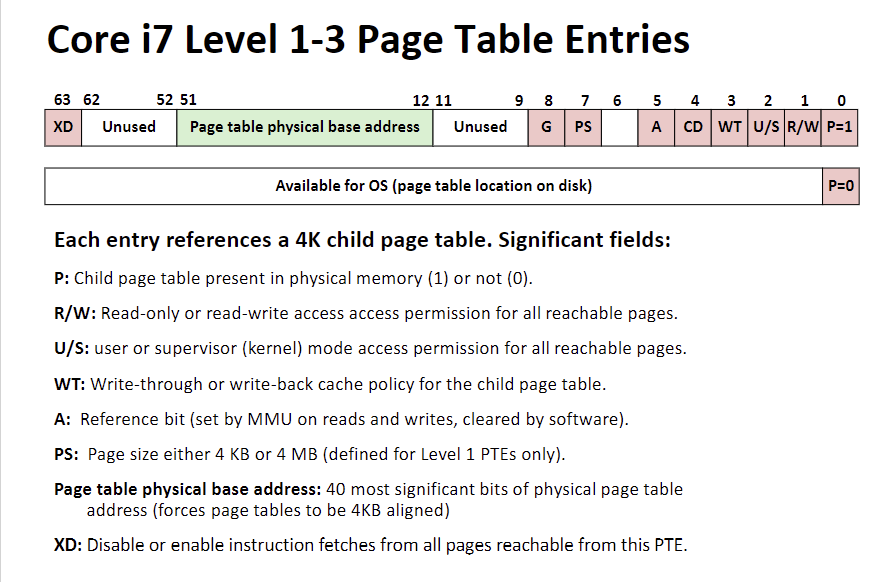 Core i7 Level 1-3 Page Table Entries
63 62 52 51 12 11 9 8 7 6 5 4 3 2 1 0
XD Unused Page table physical base address Unused G PS A CD WT U/S R/W P=1
Available for OS (page table location on disk) P=0
Each entry references a 4K child page table. Significant fields:
P: Child page table present in physical memory (1) or not (0).
R/W: Read-only or read-write access access permission for all reachable pages.
U/S: user or supervisor (kernel) mode access permission for all reachable pages.
WT: Write-through or write-back cache policy for the child page table.
A: Reference bit (set by MMU on reads and writes, cleared by software).
PS: Page size either 4 KB or 4 MB (defined for Level 1 PTEs only).
Page table physical base address: 40 most significant bits of physical page table
address (forces page tables to be 4KB aligned)
XD: Disable or enable instruction fetches from all pages reachable from this PTE.